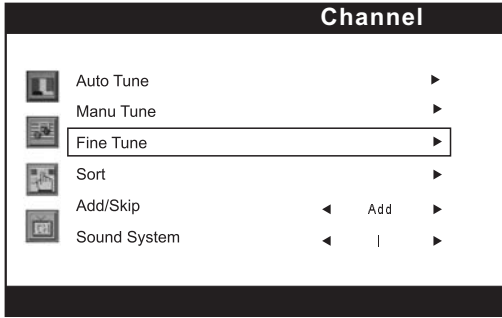 Channel
Auto Tune
Manu Tune
Fine Tune
Sort
Add/Skip Add
Sound System I